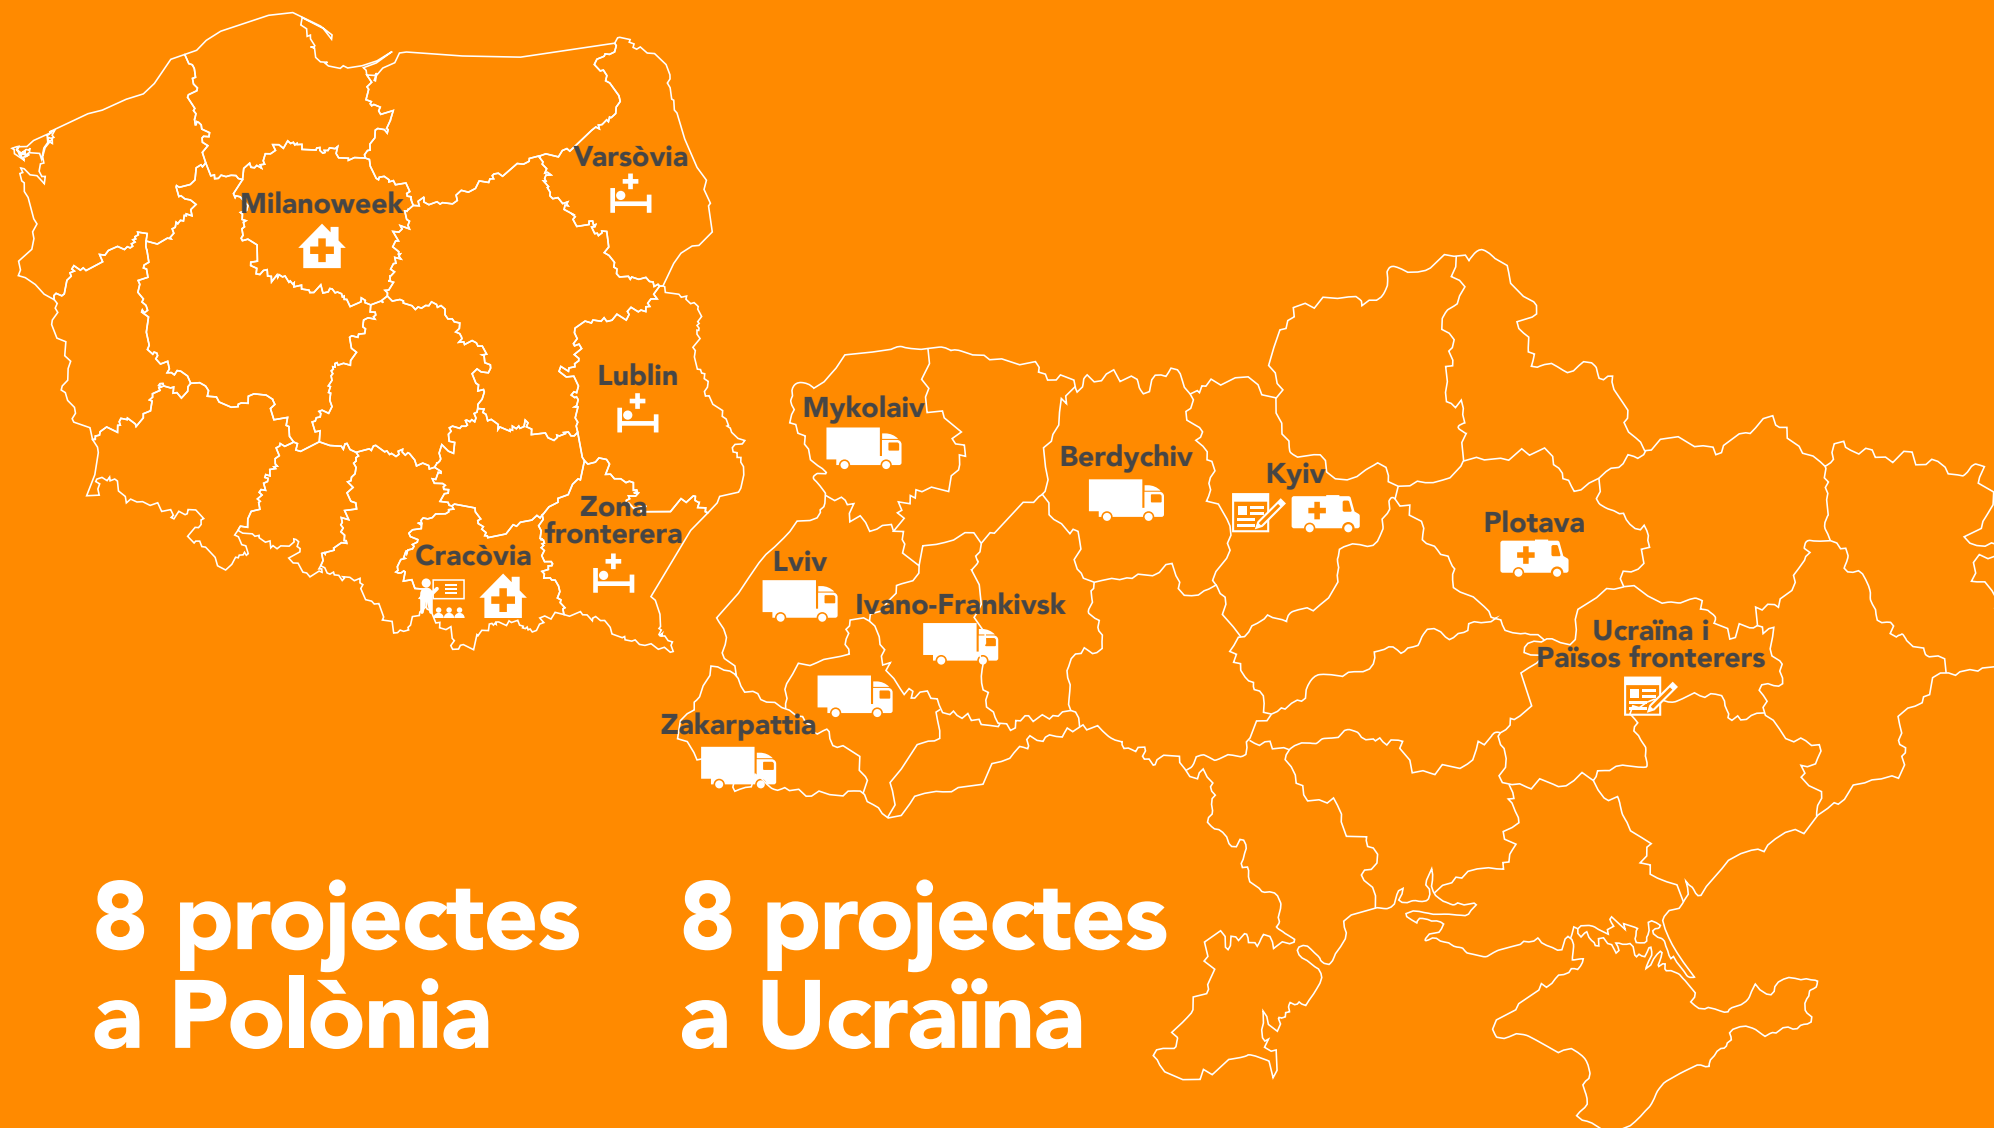 Varsòvia
Milanoweek
Lublin
Mykolaiv
Berdychiv
Kyiv
Zona
fronterera
Plotava
Cracòvia
Lviv
Ivano-Frankivsk
Ucraïna i
Països fronterers
Zakarpattia
8 projectes
a Polònia
8 projectes
a Ucraïna